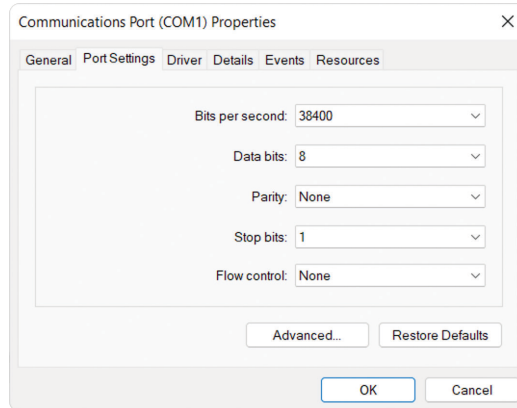 Communications Port (COM1) Properties
General Port Settings Driver Details Events Resources
Bits per second: 38400
Data bits: 8
Parity: None
Stop bits: 1
Flow control: None
Advanced... Restore Defaults
OK Cancel